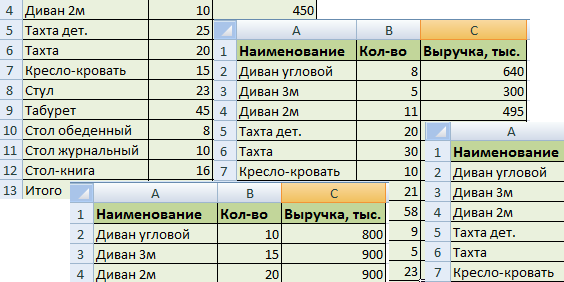 4 Диван 2м 10 450
5 Тахта дет. 25
6 Тахта 20
7 Кресло-кровать 15
8 Стул 23
9 Табурет 45
10 Стол обеденный 8
11 Стол журнальный 10
12 Стол-книга 16
13 Итого
A B C
1 Наименование Кол-во Выручка, тыс.
2 Диван угловой 8 640
3 Диван 3м 5 300
4 Диван 2м 11 495
5 Тахта дет. 20
6 Тахта 30
7 Кресло-кровать 10
21
58
9
5
23
A B C
1 Наименование Кол-во Выручка, тыс.
2 Диван угловой 10 800
3 Диван 3м 15 900
4 Диван 2м 20 900
A
1 Наименование
2 Диван угловой
3 Диван 3м
4 Диван 2м
5 Тахта дет.
6 Тахта
7 Кресло-кровать